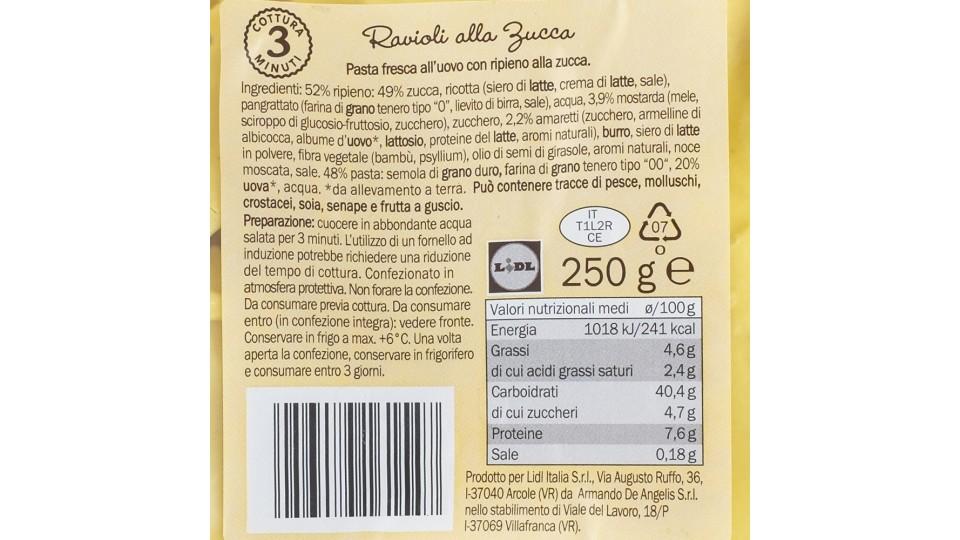 COTTURA
3
MINUTI
Ravioli alla Zucca
Pasta fresca all'uovo con ripieno alla zucca.
Ingredienti: 52% ripieno: 49% zucca, ricotta (siero di latte, crema di latte, sale),
pangrattato (farina di grano tenero tipo "0", lievito di birra, sale), acqua, 3,9% mostarda (mele,
sciroppo di glucosio-fruttosio, zucchero), zucchero, 2,2% amaretti (zucchero, armelline di
albicocca, albume d'uovo*, lattosio, proteine del latte, aromi naturali), burro, siero di latte
in polvere, fibra vegetale (bambù, psyllium), olio di semi di girasole, aromi naturali, noce
moscata, sale. 48% pasta: semola di grano duro, farina di grano tenero tipo "00", 20%
uova*, acqua. *da allevamento a terra. Può contenere tracce di pesce, molluschi,
crostacei, soia, senape e frutta a guscio.
Preparazione: cuocere in abbondante acqua
salata per 3 minuti. L'utilizzo di un fornello ad
induzione potrebbe richiedere una riduzione
del tempo di cottura. Confezionato in
atmosfera protettiva. Non forare la confezione.
Da consumare previa cottura. Da consumare
entro (in confezione integra): vedere fronte.
Conservare in frigo a max. +6°C. Una volta
aperta la confezione, conservare in frigorifero
e consumare entro 3 giorni.
IT
T1L2R
CE
07
O
LIDL
250 g e
Valori nutrizionali medi ø/100g
Energia 1018 kJ/241 kcal
Grassi 4,6g
di cui acidi grassi saturi 2,4g
Carboidrati 40,4g
di cui zuccheri 4,7g
Proteine 7,6g
Sale 0,18g
Prodotto per Lidl Italia S.r.l., Via Augusto Ruffo, 36,
I-37040 Arcole (VR) da Armando De Angelis S.r.l.
nello stabilimento di Viale del Lavoro, 18/P
I-37069 Villafranca (VR).